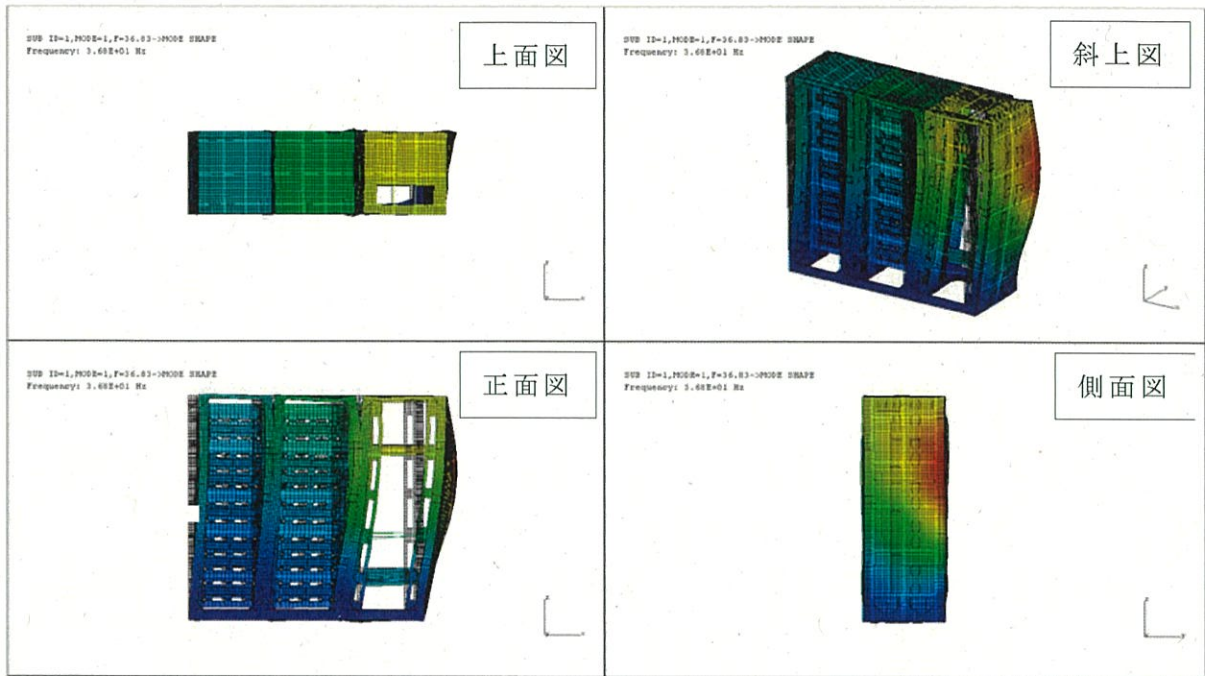 SUB ID=1,MODE=1,F=36.83->MODE SHAPE
Frequency: 3.68E+01 Hz
上面図
SUB ID=1,MODE=1,F=36.83->MODE SHAPE
Frequency: 3.68E+01 Hz
斜上図
SUB ID=1,MODE=1,F=36.83->MODE SHAPE
Frequency: 3.68E+01 Hz
正面図
SUB ID=1,MODE=1,F=36.83->MODE SHAPE
Frequency: 3.68E+01 Hz
側面図